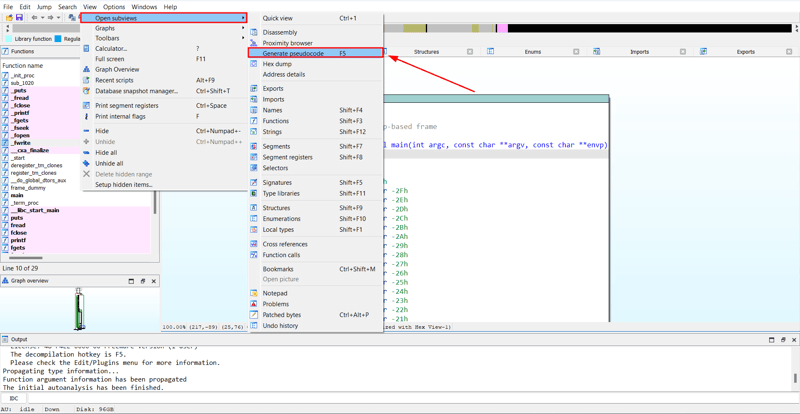 File Edit Jump Search View Options Windows Help
Library function Regular
Functions
Function name
_init_proc
sub_1020
_puts
_fread
_fclose
_printf
_fgets
_fseek
_fopen
_fwrite
__cxa_finalize
_start
deregister_tm_clones
register_tm_clones
__do_global_dtors_aux
frame_dummy
main
_term_proc
__libc_start_main
puts
fread
fclose
printf
fgets
Line 10 of 29
Graph overview
Open subviews
Graphs
Toolbars
Calculator... ?
Full screen F11
Graph Overview
Recent scripts Alt+F9
Database snapshot manager... Ctrl+Shift+T
Print segment registers Ctrl+Space
Print internal flags F
Hide Ctrl+Numpad+-
Unhide Ctrl+Numpad++
Hide all
Unhide all
Delete hidden range
Setup hidden items...
Quick view Ctrl+1
Disassembly
Proximity browser
Generate pseudocode F5
Hex dump
Address details
Exports
Imports
Names Shift+F4
Functions Shift+F3
Strings Shift+F12
Segments Shift+F7
Segment registers Shift+F8
Selectors
Signatures Shift+F5
Type libraries Shift+F11
Structures Shift+F9
Enumerations Shift+F10
Local types Shift+F1
Cross references
Function calls
Bookmarks Ctrl+Shift+M
Open picture
Notepad
Problems
Patched bytes Ctrl+Alt+P
Undo history
Structures Enums Imports Exports
p-based frame
l main(int argc, const char **argv, const char **envp)
r -2Fh
r -2Eh
r -2Dh
r -2Ch
r -2Bh
r -2Ah
r -29h
r -28h
r -27h
r -26h
r -25h
r -24h
r -23h
r -22h
r -21h
100.00% (217,-89) (25,76)
ized with Hex View-1)
Output
The decompilation hotkey is F5.
Please check the Edit/Plugins menu for more information.
Propagating type information...
Function argument information has been propagated
The initial autoanalysis has been finished.
IDC
AU: idle Down Disk: 96GB